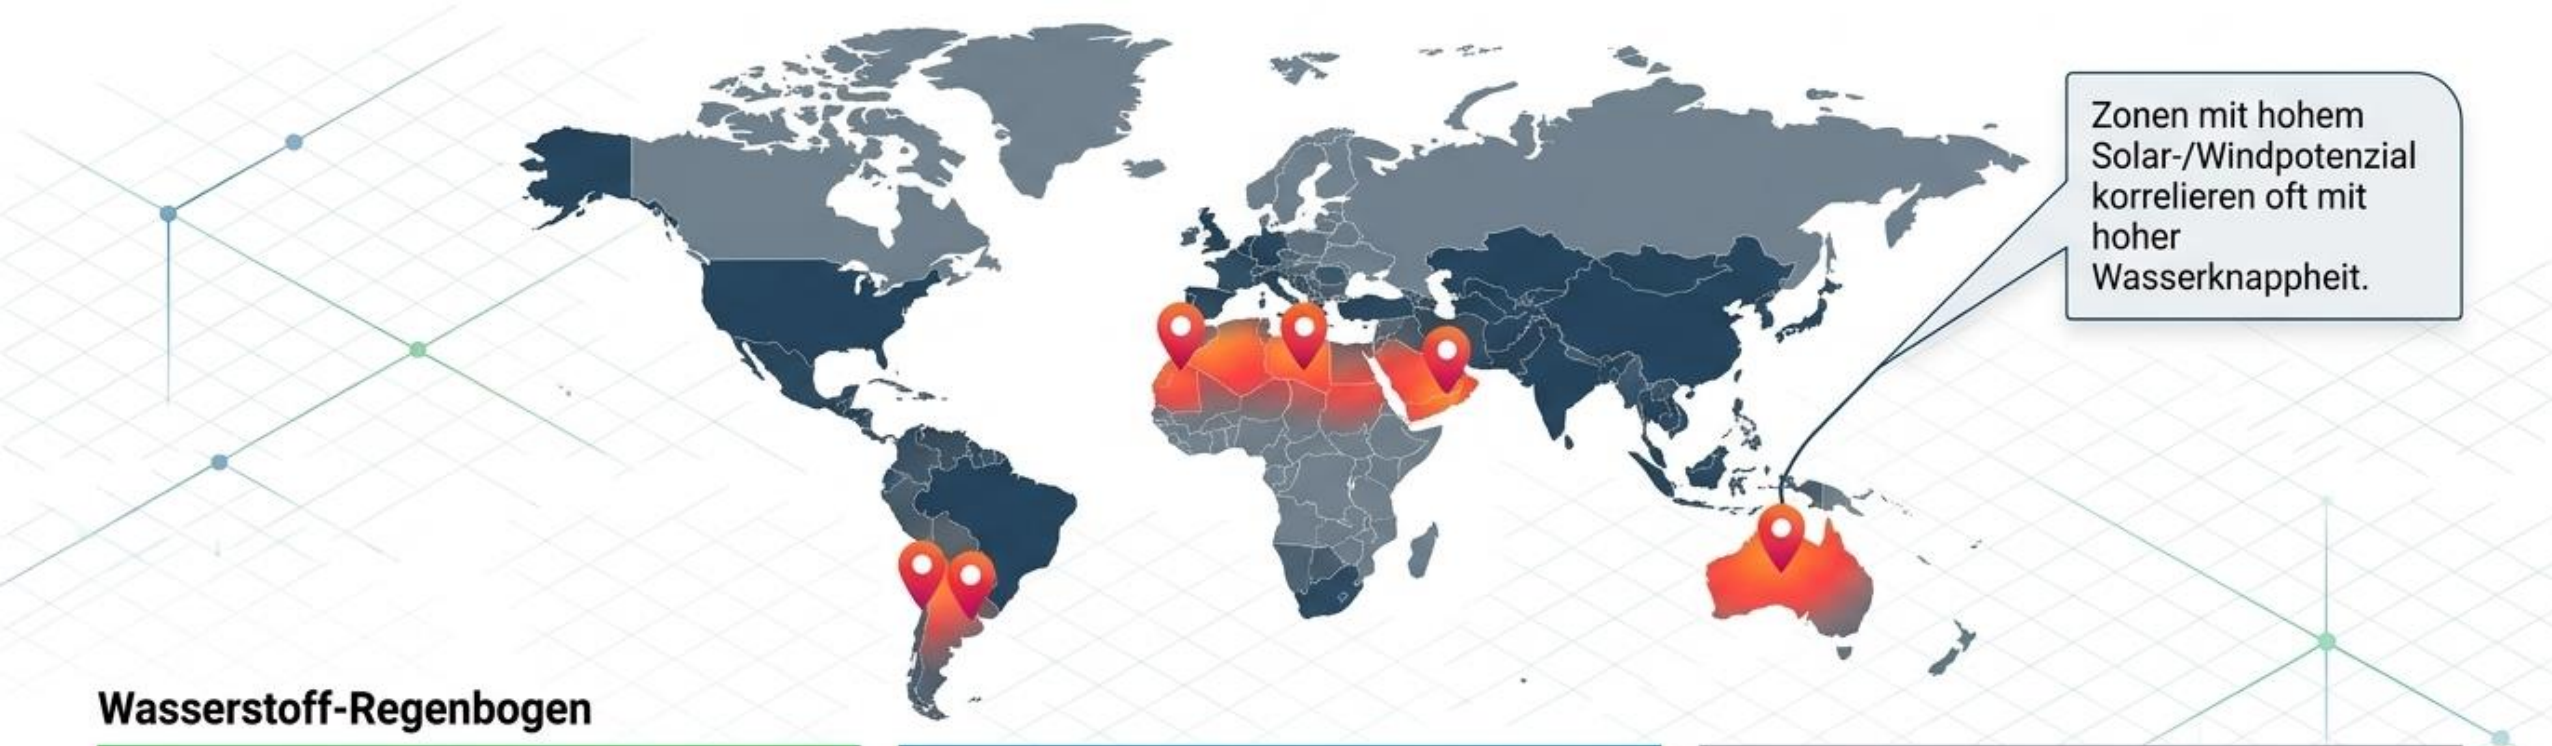 Zonen mit hohem
Solar-/Windpotenzial
korrelieren oft mit
hoher
Wasserknappheit.
Wasserstoff-Regenbogen